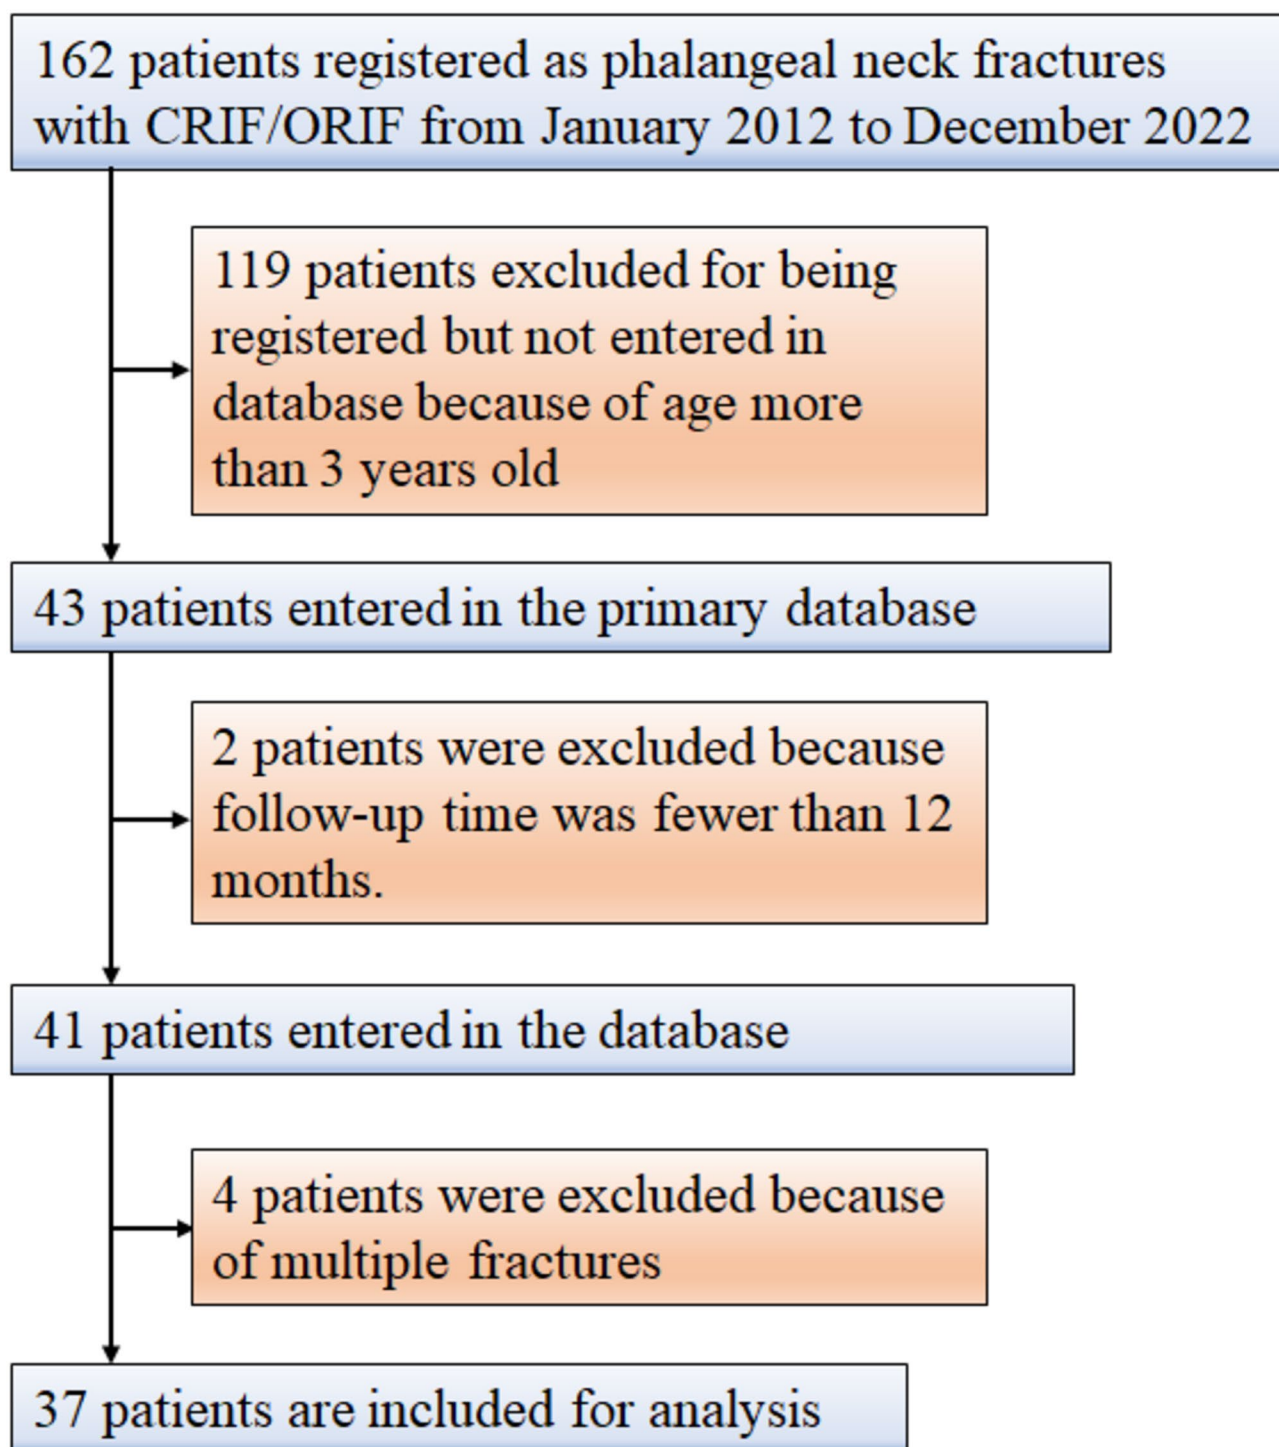 162 patients registered as phalangeal neck fractures
with CRIF/ORIF from January 2012 to December 2022
119 patients excluded for being
registered but not entered in
database because of age more
than 3 years old
43 patients entered in the primary database
2 patients were excluded because
follow-up time was fewer than 12
months.
41 patients entered in the database
4 patients were excluded because
of multiple fractures
37 patients are included for analysis